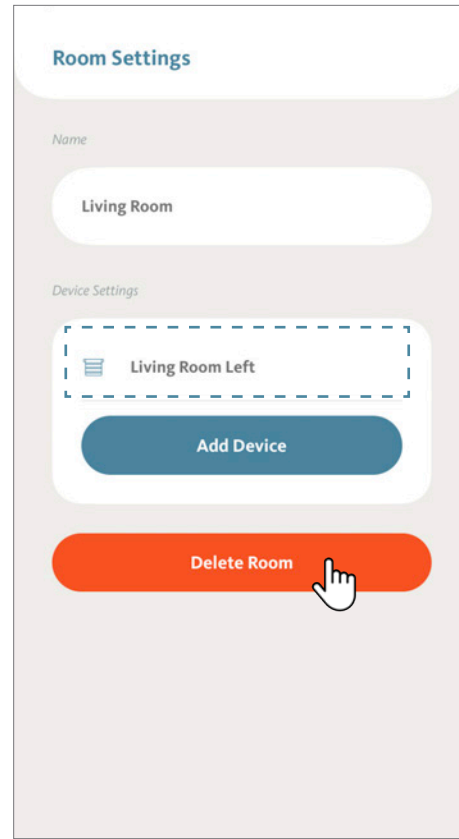 Room Settings
Name
Living Room
Device Settings
Living Room Left
Add Device
Delete Room